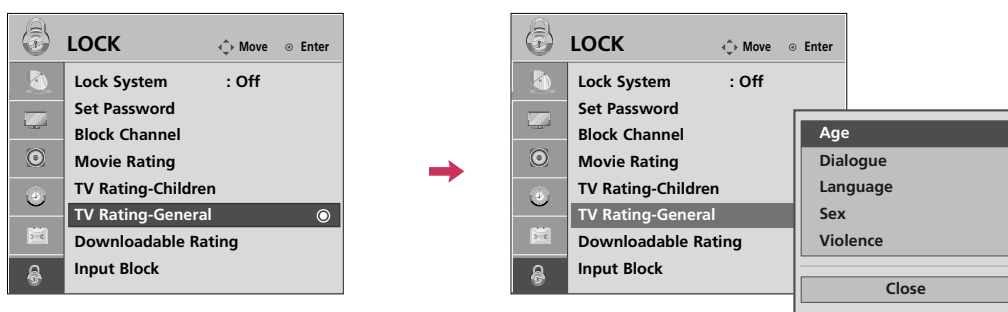 LOCK Move Enter
Lock System : Off
Set Password
Block Channel
Movie Rating
TV Rating-Children
TV Rating-General
Downloadable Rating
Input Block
LOCK Move Enter
Lock System : Off
Set Password
Block Channel
Movie Rating
TV Rating-Children
TV Rating-General
Downloadable Rating
Input Block
Age
Dialogue
Language
Sex
Violence
Close